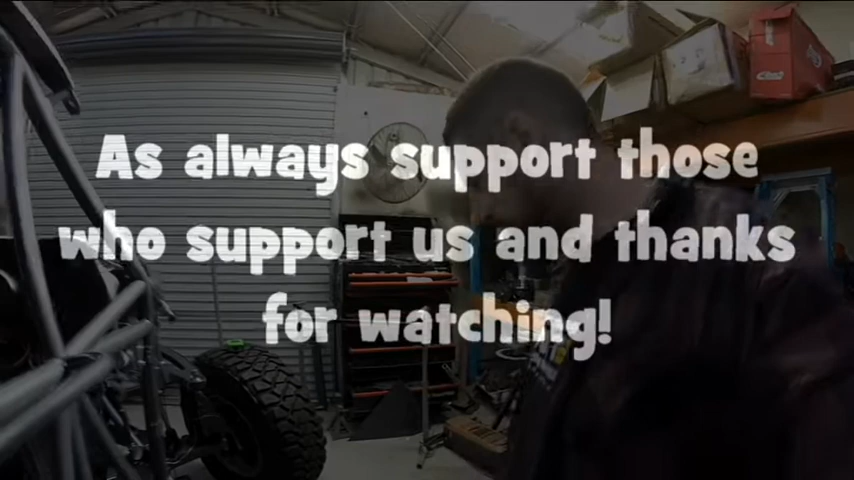 As always support those
who support us and thanks
for watching!